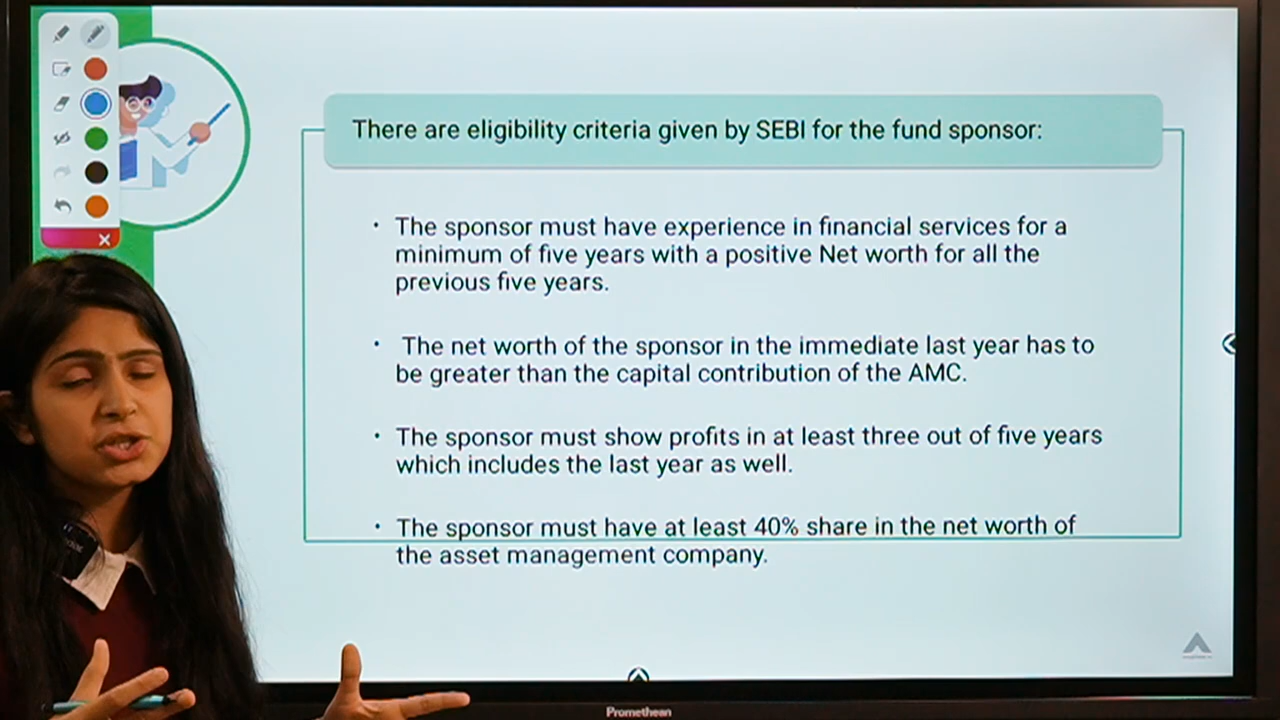 There are eligibility criteria given by SEBI for the fund sponsor:
• The sponsor must have experience in financial services for a
minimum of five years with a positive Net worth for all the
previous five years.
• The net worth of the sponsor in the immediate last year has to
be greater than the capital contribution of the AMC.
• The sponsor must show profits in at least three out of five years
which includes the last year as well.
• The sponsor must have at least 40% share in the net worth of
the asset management company.
Promethean